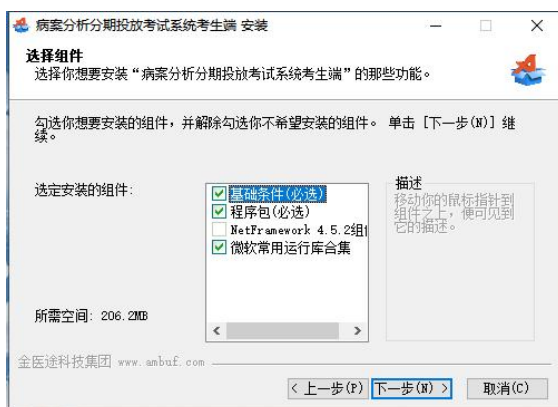 病案分析分期投放考试系统考生端 安装
选择组件
选择你想要安装“病案分析分期投放考试系统考生端”的那些功能。
勾选你想要安装的组件，并解除勾选你不希望安装的组件。 单击 [下一步(N)] 继
续。
选定安装的组件:
基础条件(必选)
程序包(必选)
NetFramework 4.5.2组
微软常用运行库合集
描述
移动你的鼠标指针到
组件之上，便可见到
它的描述。
所需空间: 206.2MB
全医途科技集团 www.ambuf.com
< 上一步(P)
下一步(N) >
取消(C)